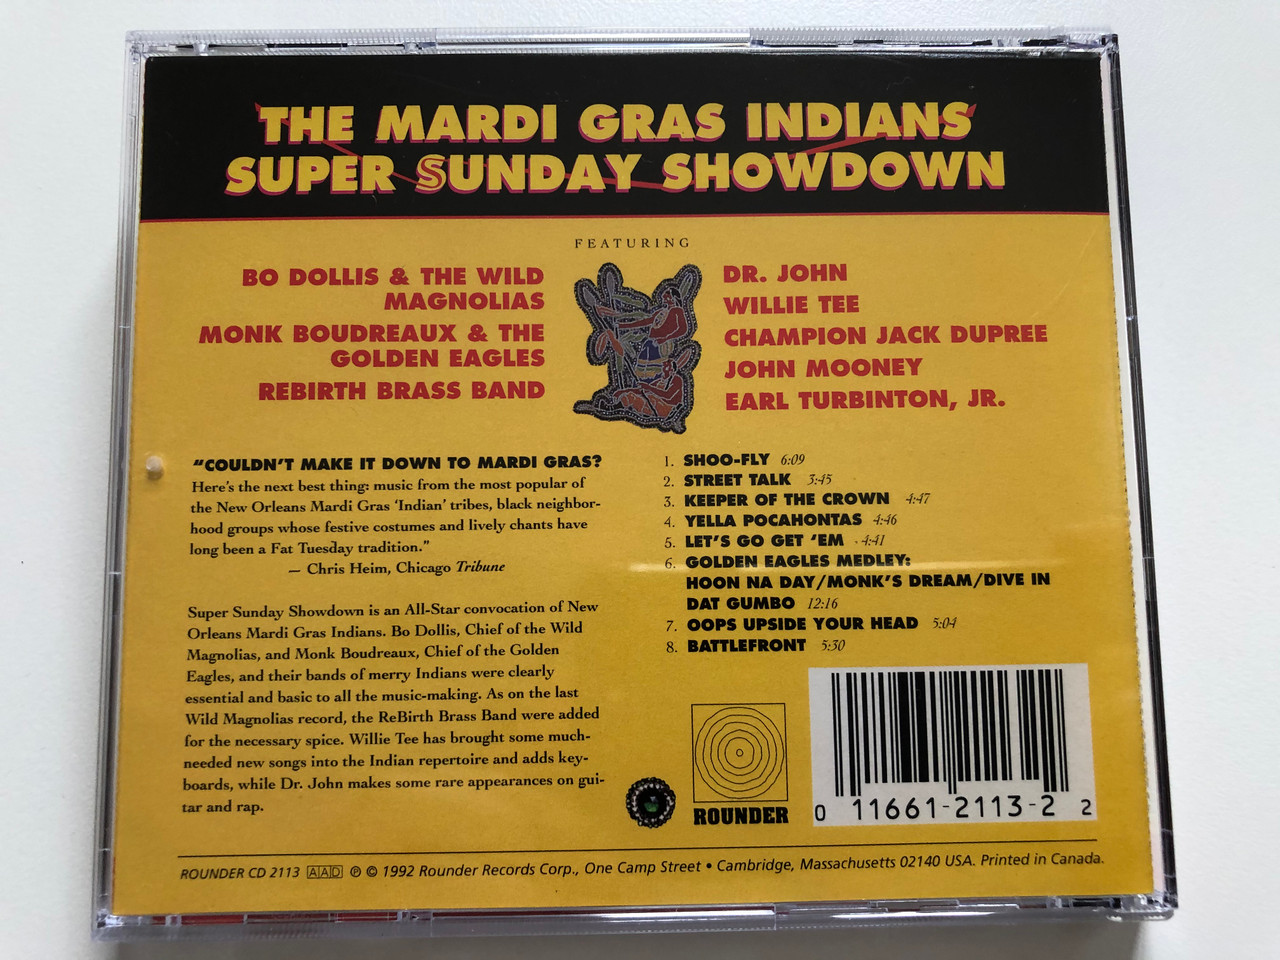 THE MARDI GRAS INDIANS
SUPER SUNDAY SHOWDOWN
FEATURING
BO DOLLIS & THE WILD
MAGNOLIAS
MONK BOUDREAUX & THE
GOLDEN EAGLES
REBIRTH BRASS BAND
DR. JOHN
WILLIE TEE
CHAMPION JACK DUPREE
JOHN MOONEY
EARL TURBINTON, JR.
"COULDN'T MAKE IT DOWN TO MARDI GRAS?
Here's the next best thing: music from the most popular of
the New Orleans Mardi Gras 'Indian' tribes, black neighbor-
hood groups whose festive costumes and lively chants have
long been a Fat Tuesday tradition."
— Chris Heim, Chicago Tribune
Super Sunday Showdown is an All-Star convocation of New
Orleans Mardi Gras Indians. Bo Dollis, Chief of the Wild
Magnolias, and Monk Boudreaux, Chief of the Golden
Eagles, and their bands of merry Indians were clearly
essential and basic to all the music-making. As on the last
Wild Magnolias record, the ReBirth Brass Band were added
for the necessary spice. Willie Tee has brought some much-
needed new songs into the Indian repertoire and adds key-
boards, while Dr. John makes some rare appearances on gui-
tar and rap.
1. SHOO-FLY 6:09
2. STREET TALK 3:45
3. KEEPER OF THE CROWN 4:47
4. YELLA POCAHONTAS 4:46
5. LET'S GO GET 'EM 4:41
6. GOLDEN EAGLES MEDLEY:
HOON NA DAY/MONK'S DREAM/DIVE IN
DAT GUMBO 12:16
7. OOPS UPSIDE YOUR HEAD 5:04
8. BATTLEFRONT 5:30
ROUNDER
0 11661-2113-2 2
ROUNDER CD 2113 AAD ℗ © 1992 Rounder Records Corp., One Camp Street • Cambridge, Massachusetts 02140 USA. Printed in Canada.